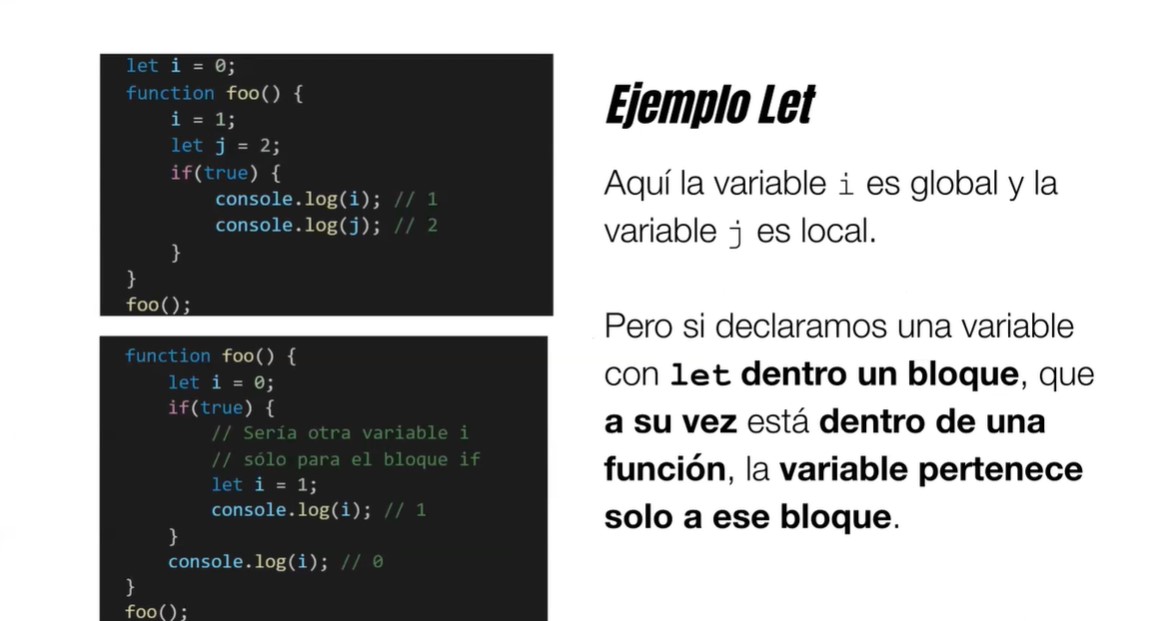 let i = 0;
function foo() {
    i = 1;
    let j = 2;
    if(true) {
        console.log(i); // 1
        console.log(j); // 2
    }
}
foo();
function foo() {
    let i = 0;
    if(true) {
        // Sería otra variable i
        // sólo para el bloque if
        let i = 1;
        console.log(i); // 1
    }
    console.log(i); // 0
}
foo();
Ejemplo Let
Aquí la variable i es global y la
variable j es local.
Pero si declaramos una variable
con let dentro un bloque, que
a su vez está dentro de una
función, la variable pertenece
solo a ese bloque.